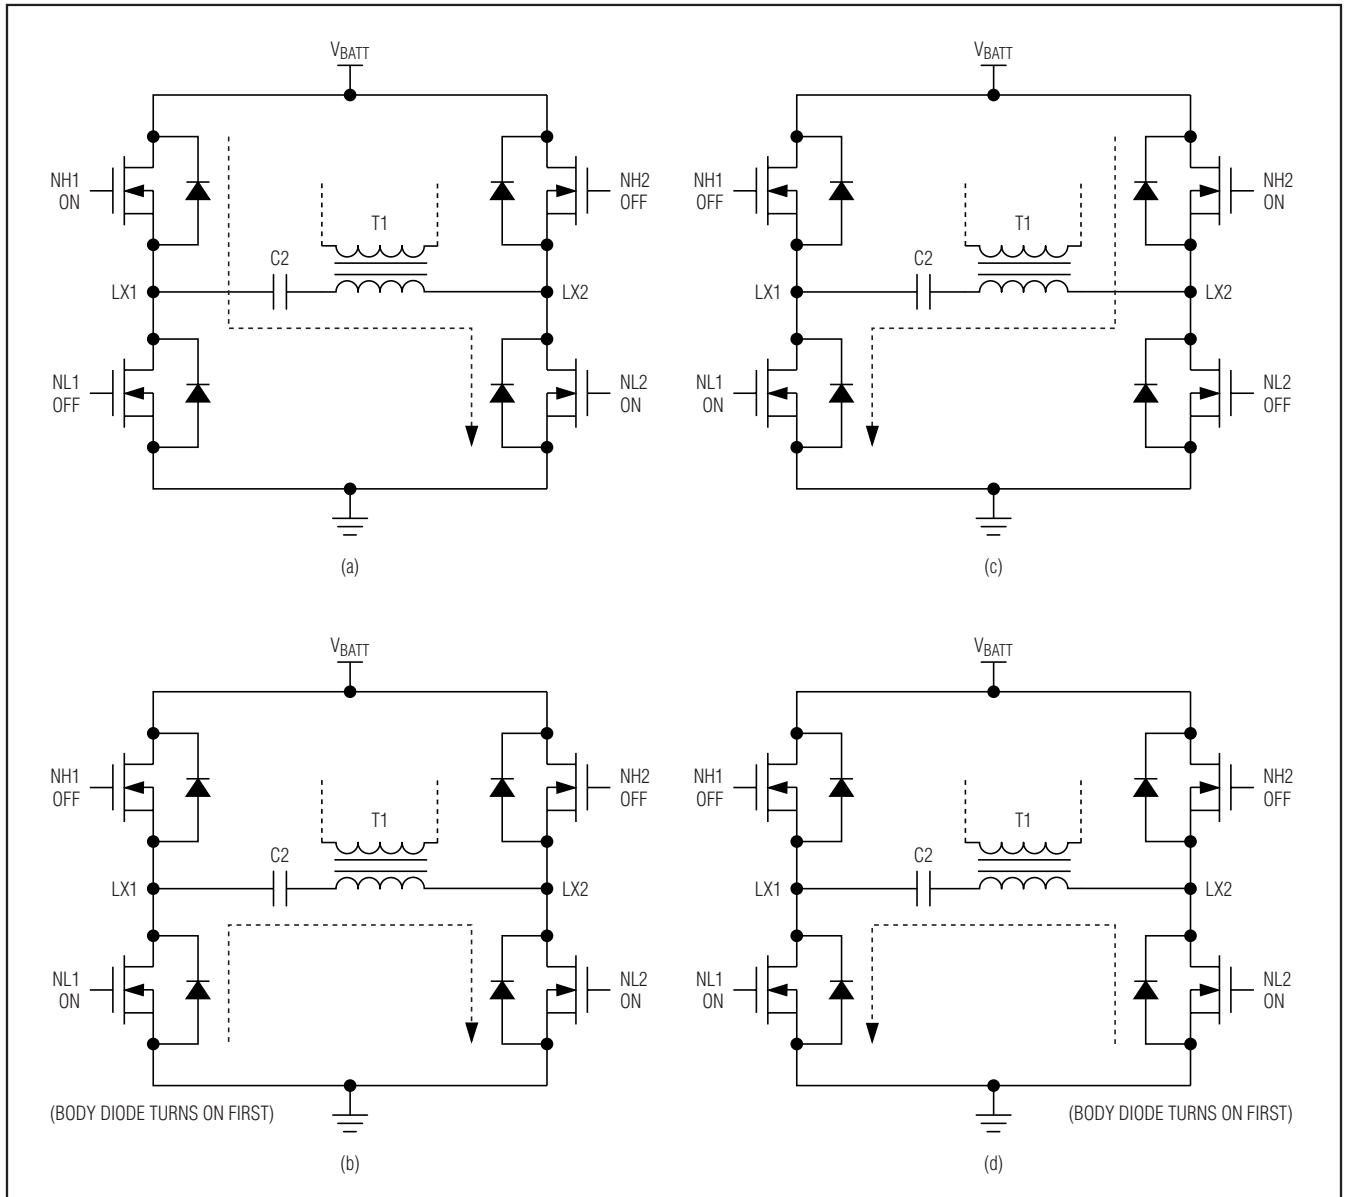 VBATT
NH1
ON
NH2
OFF
T1
C2
LX1
LX2
NL1
OFF
NL2
ON
(a)
VBATT
NH1
OFF
NH2
ON
T1
C2
LX1
LX2
NL1
ON
NL2
OFF
(c)
VBATT
NH1
OFF
NH2
OFF
T1
C2
LX1
LX2
NL1
ON
NL2
ON
(BODY DIODE TURNS ON FIRST)
(b)
VBATT
NH1
OFF
NH2
OFF
T1
C2
LX1
LX2
NL1
ON
NL2
ON
(BODY DIODE TURNS ON FIRST)
(d)